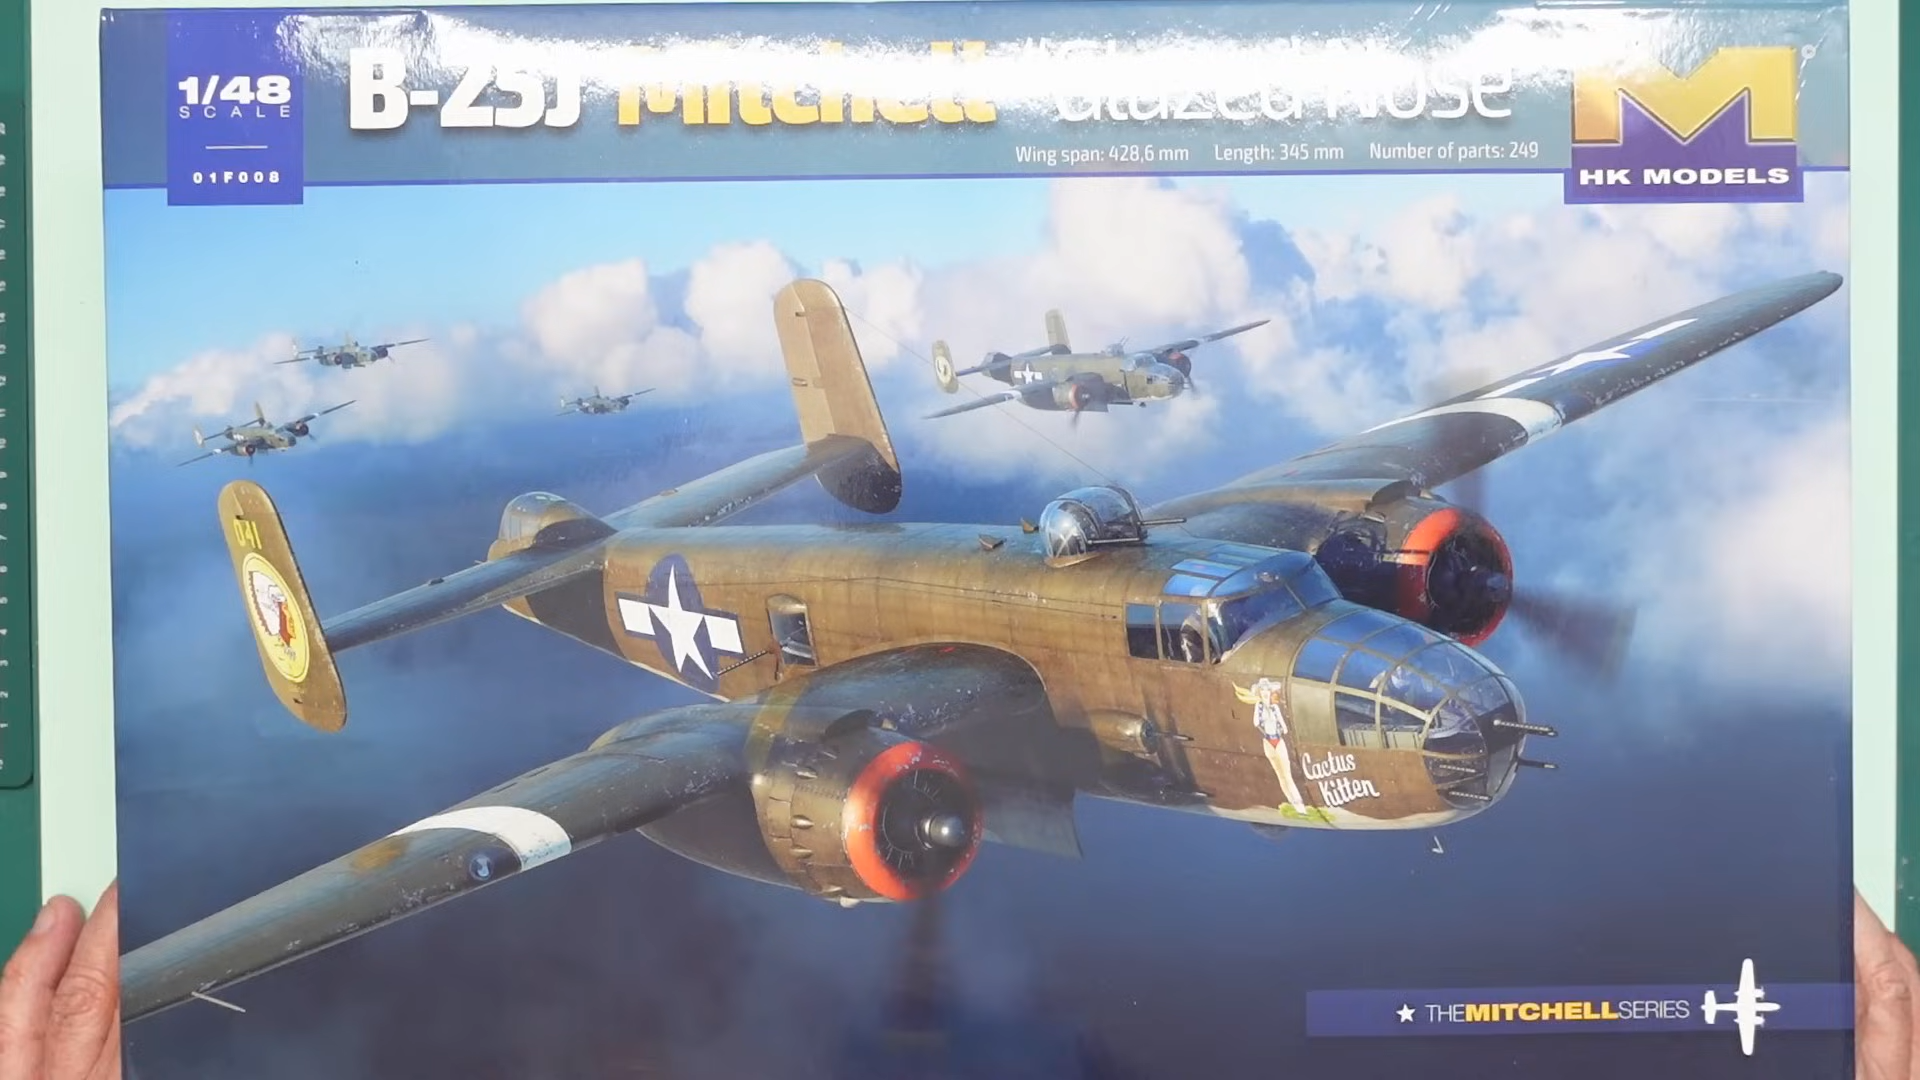 1/48
SCALE
01F008
B-25J Mitchell "Glazed Nose"
Wing span: 428,6 mm Length: 345 mm Number of parts: 249
HK MODELS
041
Cactus
Kitten
THEMITCHELLSERIES